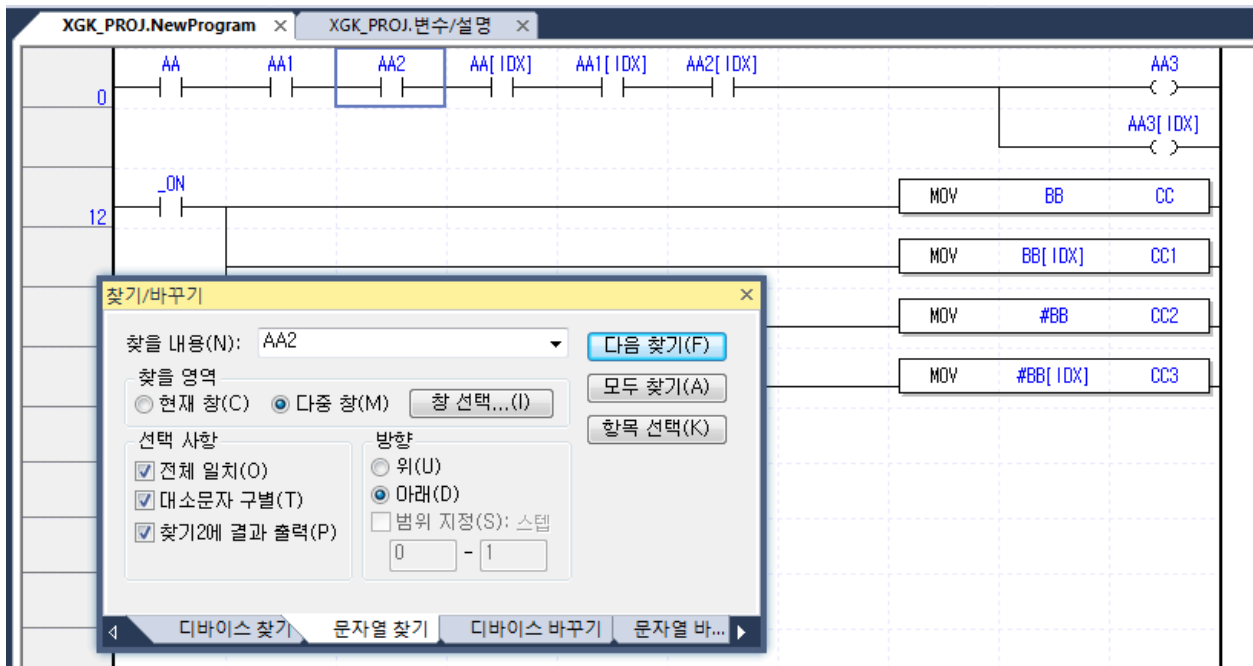 XGK_PROJ.NewProgram × XGK_PROJ.변수/설명 ×
AA AA1 AA2 AA[IDX] AA1[IDX] AA2[IDX] AA3
0
AA3[IDX]
_ON
12
MOV BB CC
MOV BB[IDX] CC1
MOV #BB CC2
MOV #BB[IDX] CC3
찾기/바꾸기 ×
찾을 내용(N): AA2 다음 찾기(F)
찾을 영역 모두 찾기(A)
현재 창(C) 다중 창(M) 창 선택...(I) 항목 선택(K)
선택 사항 방향
전체 일치(O) 위(U)
대소문자 구별(T) 아래(D)
찾기2에 결과 출력(P) 범위 지정(S): 스텝
0 - 1
디바이스 찾기 문자열 찾기 디바이스 바꾸기 문자열 바...